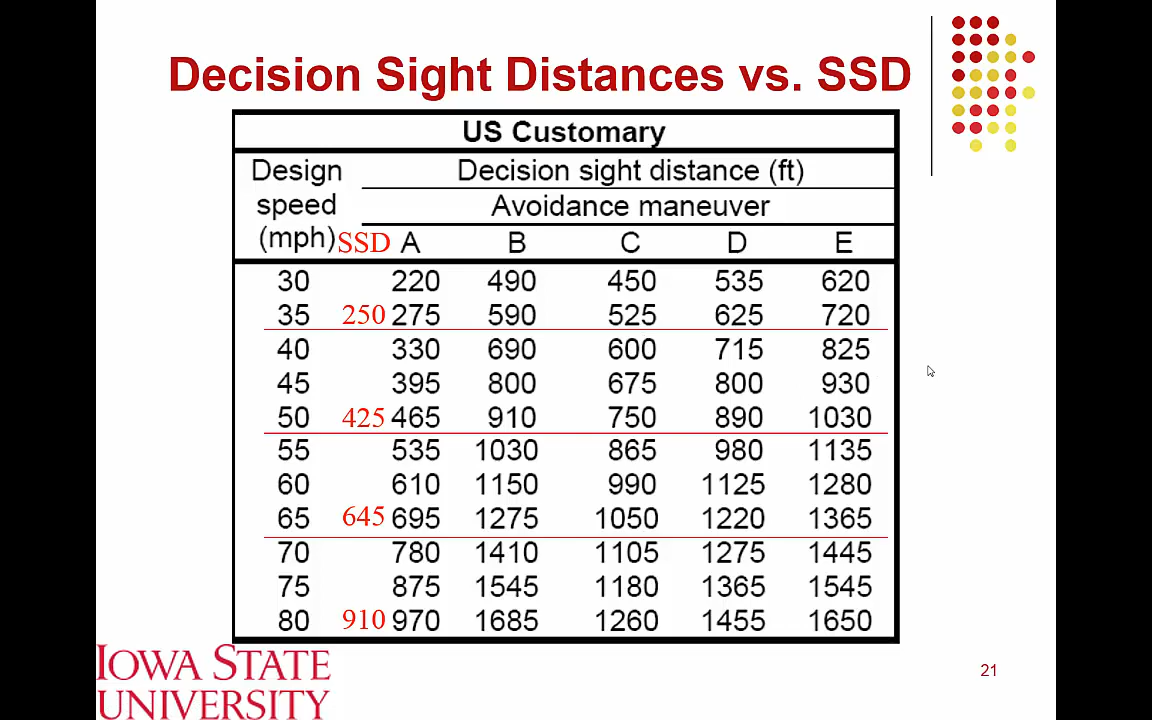 Decision Sight Distances vs. SSD
US Customary
Design Decision sight distance (ft)
speed Avoidance maneuver
(mph) SSD A B C D E
30 220 490 450 535 620
35 250 275 590 525 625 720
40 330 690 600 715 825
45 395 800 675 800 930
50 425 465 910 750 890 1030
55 535 1030 865 980 1135
60 610 1150 990 1125 1280
65 645 695 1275 1050 1220 1365
70 780 1410 1105 1275 1445
75 875 1545 1180 1365 1545
80 910 970 1685 1260 1455 1650
IOWA STATE
UNIVERSITY
21